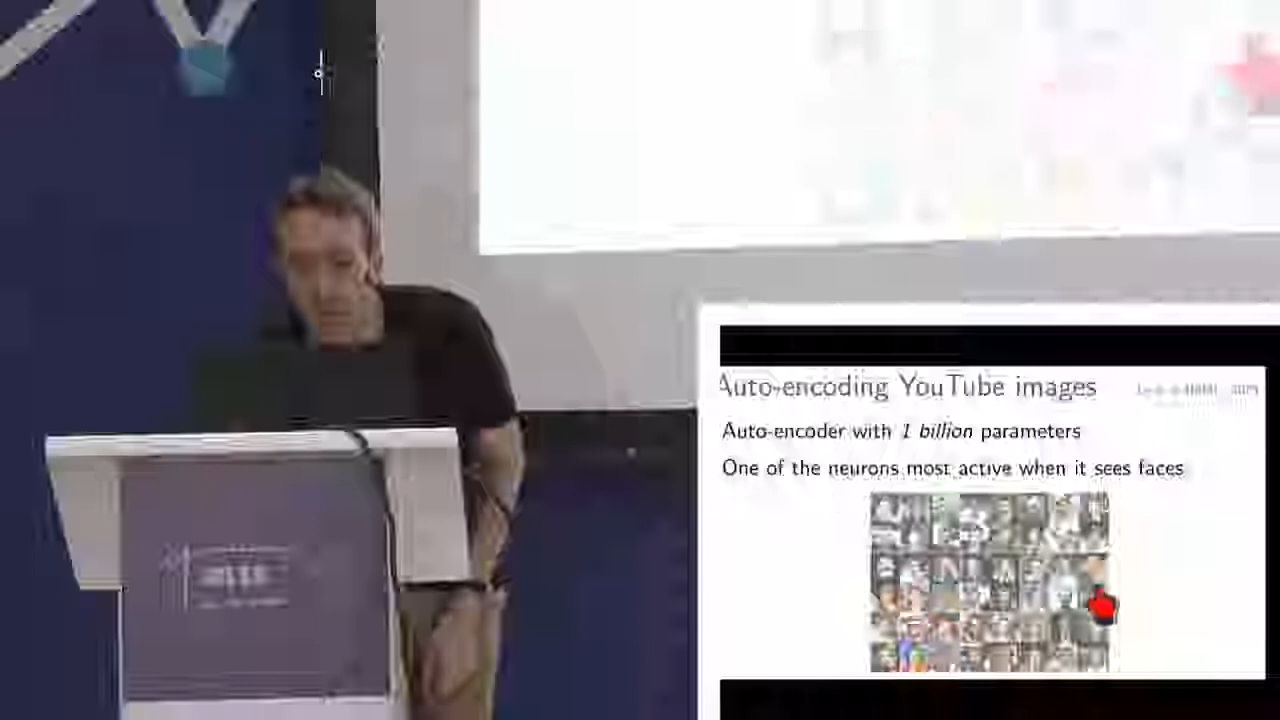 Auto-encoding YouTube images
Auto-encoder with 1 billion parameters
One of the neurons most active when it sees faces